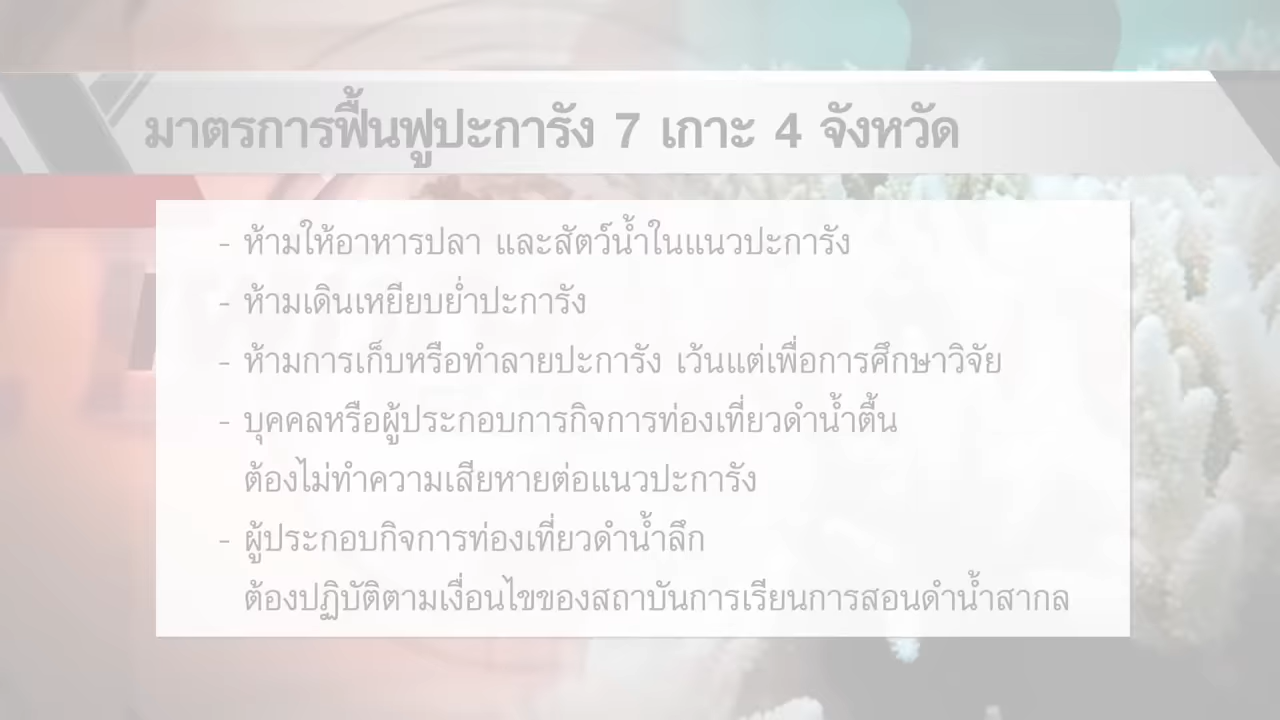 มาตรการฟื้นฟูปะการัง 7 เกาะ 4 จังหวัด
- ห้ามให้อาหารปลา และสัตว์น้ำในแนวปะการัง
- ห้ามเดินเหยียบย่ำปะการัง
- ห้ามการเก็บหรือทำลายปะการัง เว้นแต่เพื่อการศึกษาวิจัย
- บุคคลหรือผู้ประกอบการกิจการท่องเที่ยวดำน้ำตื้น
ต้องไม่ทำความเสียหายต่อแนวปะการัง
- ผู้ประกอบกิจการท่องเที่ยวดำน้ำลึก
ต้องปฏิบัติตามเงื่อนไขของสถาบันการเรียนการสอนดำน้ำสากล